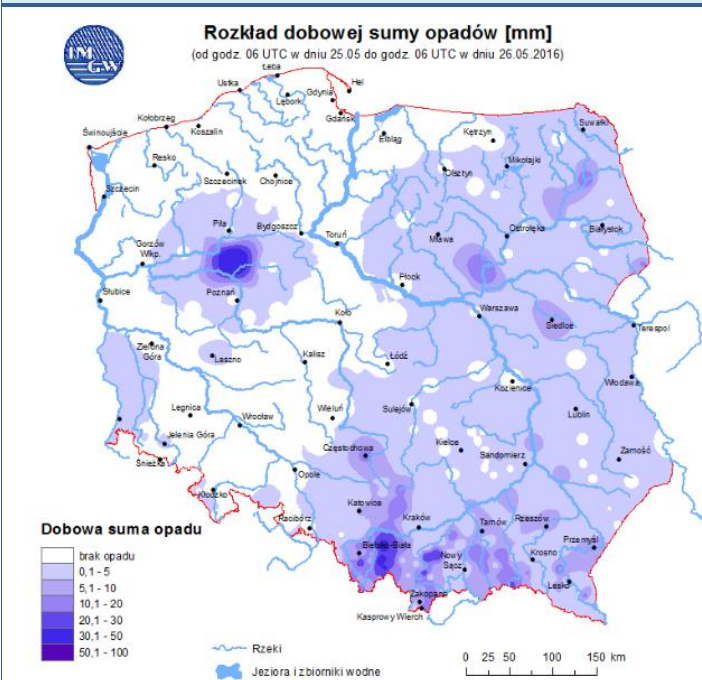 Rozkład dobowej sumy opadów [mm]
(od godz. 06 UTC w dniu 25.05 do godz. 06 UTC w dniu 26.05.2016)
IM
GW
Łeba
Hel
Ustka
Gdynia
Lębork
Gdańsk
Suwałki
Kołobrzeg
Koszalin
Elbląg
Kętrzyn
Świnoujście
Resko
Mikołajki
Olsztyn
Szczecinek
Chojnice
Szczecin
Piła
Bydgoszcz
Toruń
Mława
Ostrołęka
Białystok
Gorzów
Wlkp.
Płock
Słubice
Poznań
Koło
Warszawa
Siedlce
Terespol
Zielona
Góra
Leszno
Kalisz
Łódź
Kozienice
Włodawa
Legnica
Wrocław
Wieluń
Sulejów
Lublin
Jelenia Góra
Częstochowa
Kielce
Sandomierz
Zamość
Śnieżka
Opole
Kłodzko
Katowice
Racibórz
Kraków
Tarnów
Rzeszów
Przemyśl
Bielsko-Biała
Nowy
Sącz
Krosno
Lesko
Zakopane
Kasprowy Wierch
Dobowa suma opadu
brak opadu
0,1 - 5
5,1 - 10
10,1 - 20
20,1 - 30
30,1 - 50
50,1 - 100
Rzeki
Jeziora i zbiorniki wodne
0 25 50 100 150 km